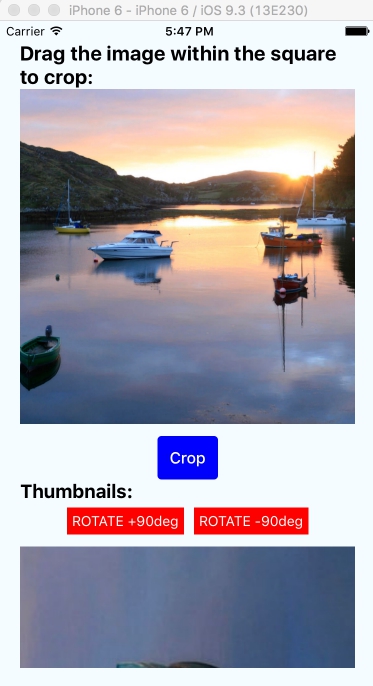 iPhone 6 - iPhone 6 / iOS 9.3 (13E230)
Carrier 5:47 PM
Drag the image within the square
to crop:
Crop
Thumbnails:
ROTATE +90deg ROTATE -90deg